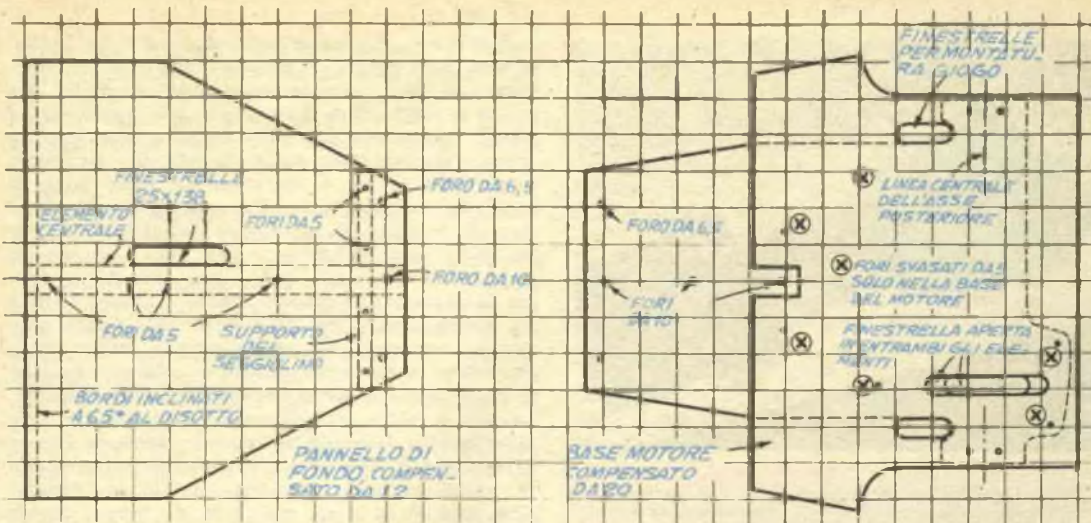 FINESTRELLE
25X138
ELEMENTO
CENTRALE
FORI DA 5
FORO DA 6,5
FORO DA 10
FORI DA 5
SUPPORTO
DEL
SEGGIOLINO
BORDI INCLINATI
A 65° AL DISOTTO
PANNELLO DI
FONDO, COMPEN-
SATO DA 12
FINESTRELLE
PER MONTATU-
RA GIOGO
LINEA CENTRALE
DELL'ASSE
POSTERIORE
FORO DA 6,5
FORI
DA 10
FORI SVASATI DA 5
SOLO NELLA BASE
DEL MOTORE
FINESTRELLA APERTA
IN ENTRAMBI GLI ELE-
MENTI
BASE MOTORE
COMPENSATO
DA 20